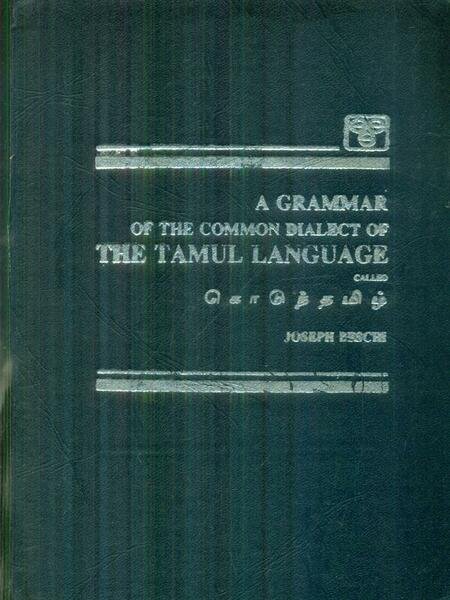 A GRAMMAR
OF THE COMMON DIALECT OF
THE TAMUL LANGUAGE
CALLED
கொடுந்தமிழ்
JOSEPH BESCHI